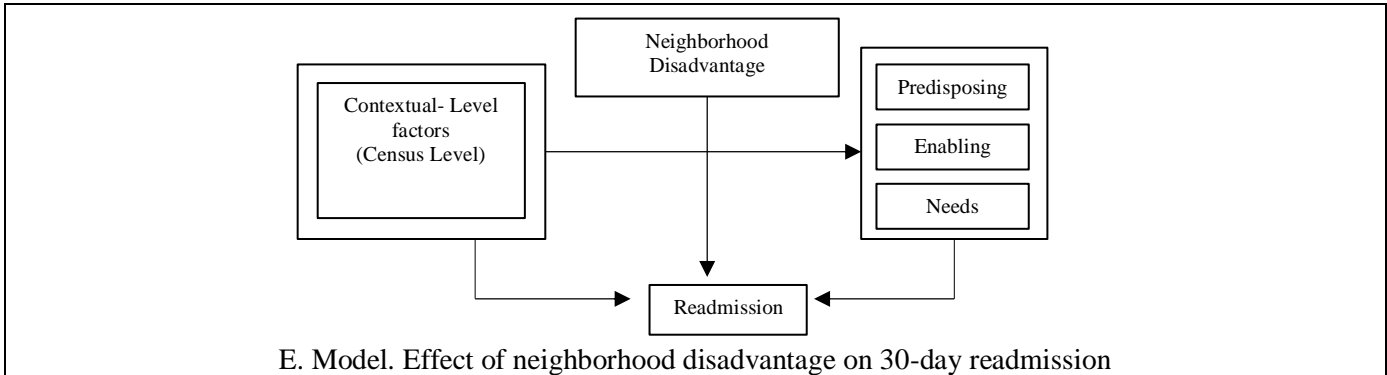 Neighborhood
Disadvantage
Contextual- Level
factors
(Census Level)
Predisposing
Enabling
Needs
Readmission
E. Model. Effect of neighborhood disadvantage on 30-day readmission